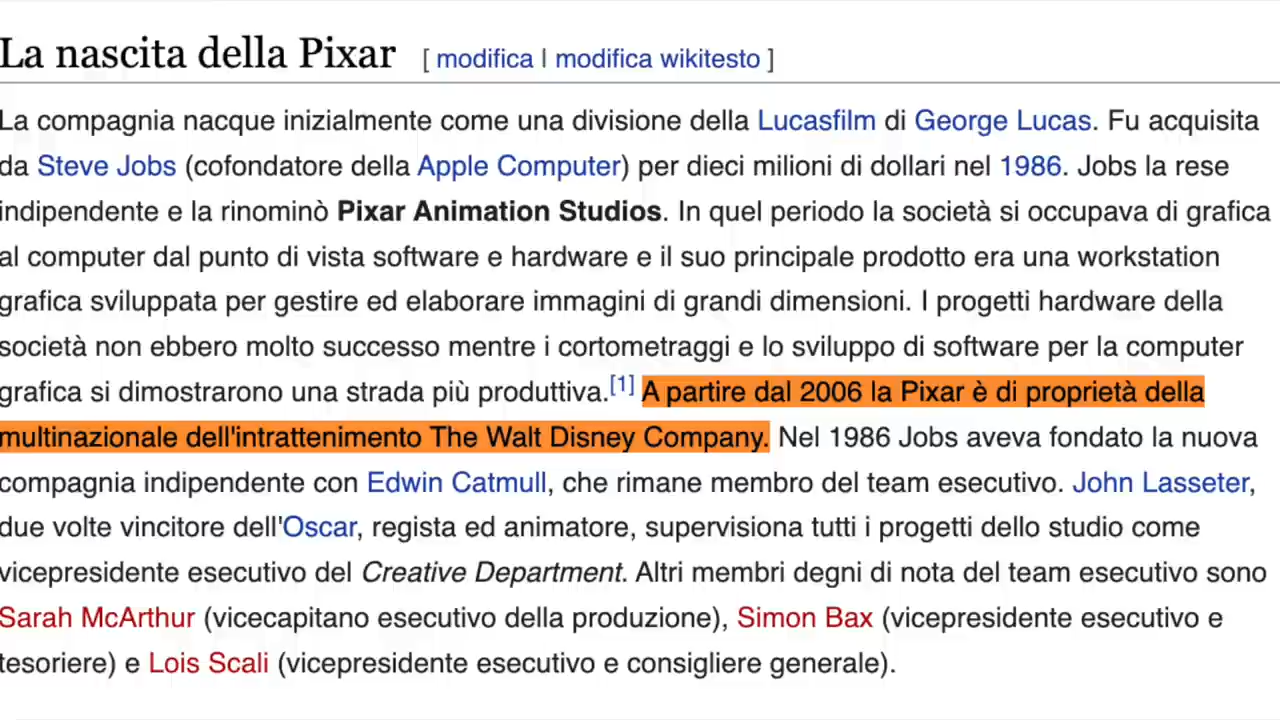 La nascita della Pixar [ modifica | modifica wikitesto ]
La compagnia nacque inizialmente come una divisione della Lucasfilm di George Lucas. Fu acquisita
da Steve Jobs (cofondatore della Apple Computer) per dieci milioni di dollari nel 1986. Jobs la rese
indipendente e la rinominò Pixar Animation Studios. In quel periodo la società si occupava di grafica
al computer dal punto di vista software e hardware e il suo principale prodotto era una workstation
grafica sviluppata per gestire ed elaborare immagini di grandi dimensioni. I progetti hardware della
società non ebbero molto successo mentre i cortometraggi e lo sviluppo di software per la computer
grafica si dimostrarono una strada più produttiva.[1] A partire dal 2006 la Pixar è di proprietà della
multinazionale dell'intrattenimento The Walt Disney Company. Nel 1986 Jobs aveva fondato la nuova
compagnia indipendente con Edwin Catmull, che rimane membro del team esecutivo. John Lasseter,
due volte vincitore dell'Oscar, regista ed animatore, supervisiona tutti i progetti dello studio come
vicepresidente esecutivo del Creative Department. Altri membri degni di nota del team esecutivo sono
Sarah McArthur (vicecapitano esecutivo della produzione), Simon Bax (vicepresidente esecutivo e
tesoriere) e Lois Scali (vicepresidente esecutivo e consigliere generale).